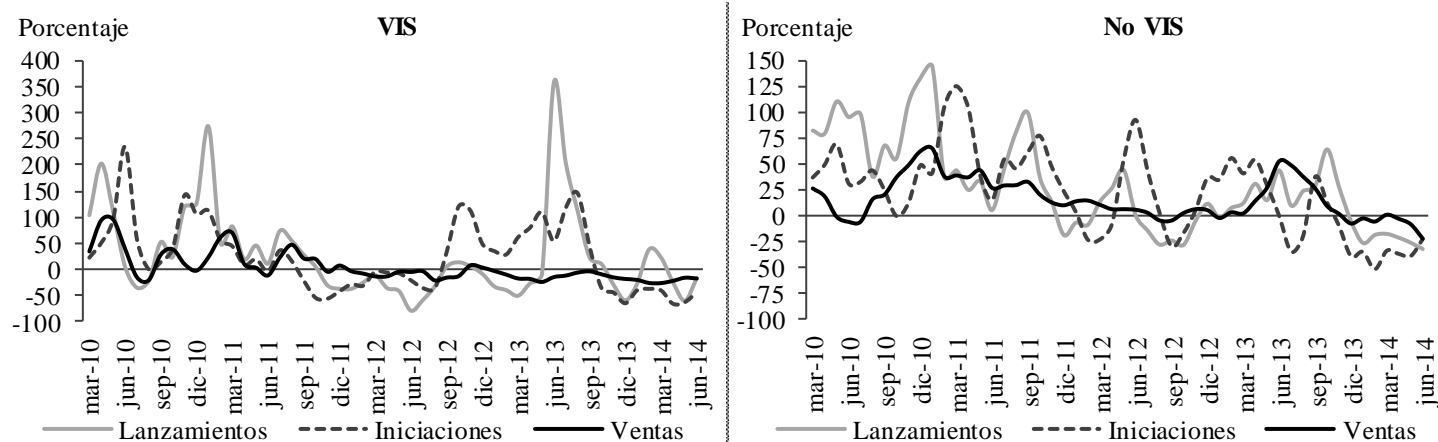 Porcentaje
VIS
400
350
300
250
200
150
100
50
0
-50
-100
mar-10
jun-10
sep-10
dic-10
mar-11
jun-11
sep-11
dic-11
mar-12
jun-12
sep-12
dic-12
mar-13
jun-13
sep-13
dic-13
mar-14
jun-14
Lanzamientos Iniciaciones Ventas
Porcentaje
No VIS
150
125
100
75
50
25
0
-25
-50
-75
-100
mar-10
jun-10
sep-10
dic-10
mar-11
jun-11
sep-11
dic-11
mar-12
jun-12
sep-12
dic-12
mar-13
jun-13
sep-13
dic-13
mar-14
jun-14
Lanzamientos Iniciaciones Ventas